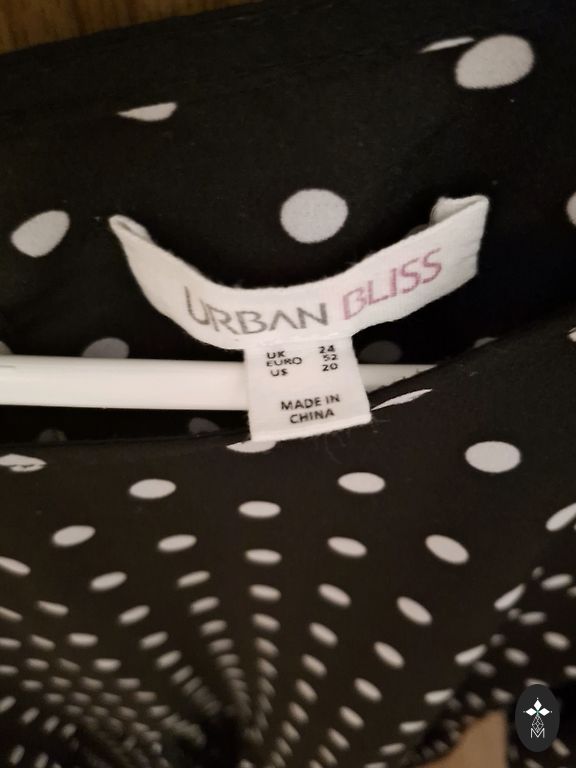 URBAN BLISS
UK 24
EURO 52
US 20
MADE IN
CHINA
M